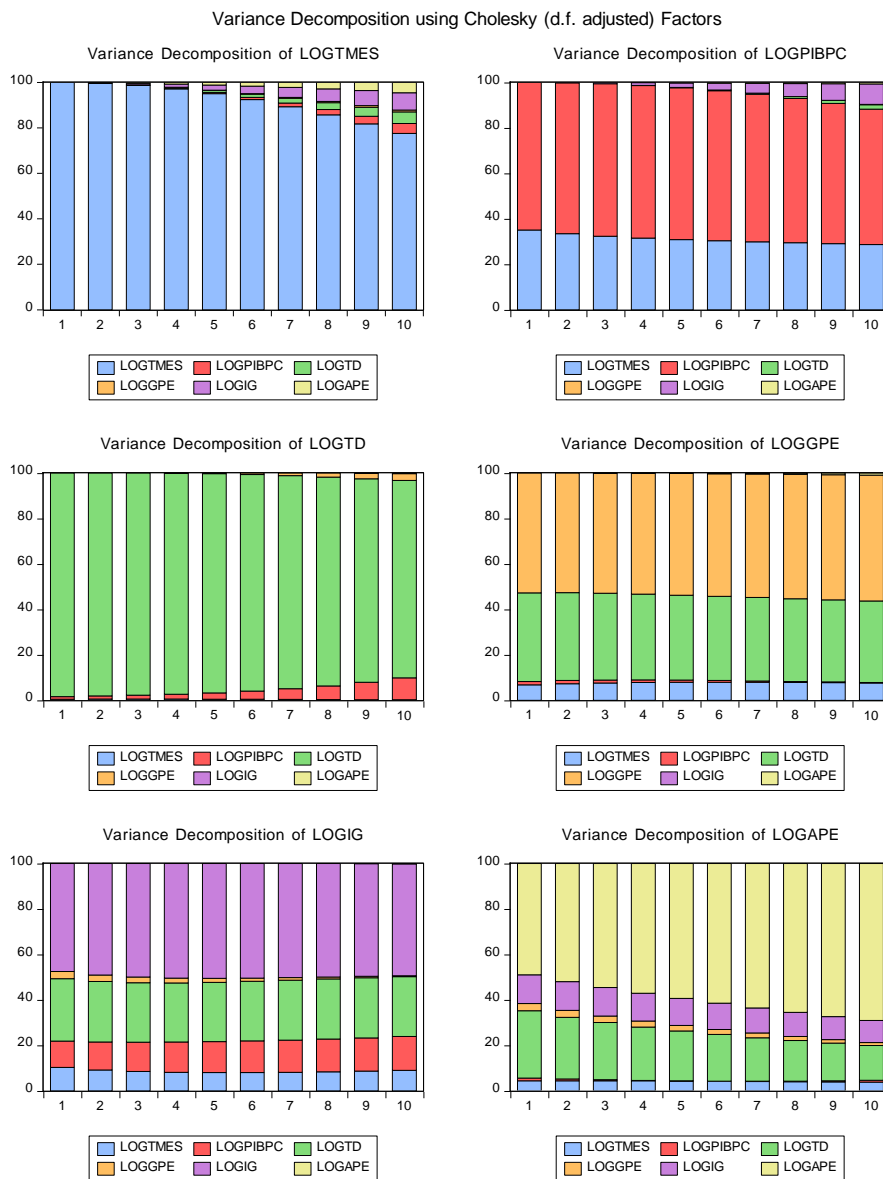 Variance Decomposition using Cholesky (d.f. adjusted) Factors
Variance Decomposition of LOGTMES
100
80
60
40
20
0
1 2 3 4 5 6 7 8 9 10
LOGTMES LOGPIBPC LOGTD
LOGGPE LOGIG LOGAPE
Variance Decomposition of LOGPIBPC
100
80
60
40
20
0
1 2 3 4 5 6 7 8 9 10
LOGTMES LOGPIBPC LOGTD
LOGGPE LOGIG LOGAPE
Variance Decomposition of LOGTD
100
80
60
40
20
0
1 2 3 4 5 6 7 8 9 10
LOGTMES LOGPIBPC LOGTD
LOGGPE LOGIG LOGAPE
Variance Decomposition of LOGGPE
100
80
60
40
20
0
1 2 3 4 5 6 7 8 9 10
LOGTMES LOGPIBPC LOGTD
LOGGPE LOGIG LOGAPE
Variance Decomposition of LOGIG
100
80
60
40
20
0
1 2 3 4 5 6 7 8 9 10
LOGTMES LOGPIBPC LOGTD
LOGGPE LOGIG LOGAPE
Variance Decomposition of LOGAPE
100
80
60
40
20
0
1 2 3 4 5 6 7 8 9 10
LOGTMES LOGPIBPC LOGTD
LOGGPE LOGIG LOGAPE